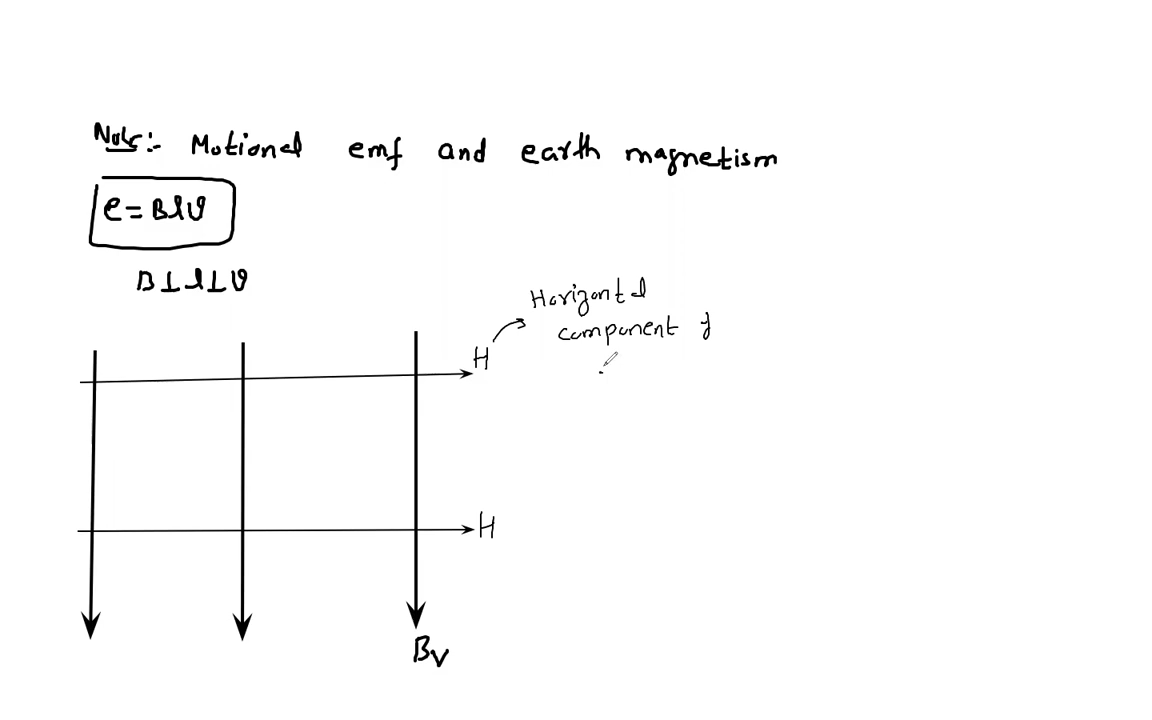 Note:- Motional emf and earth magnetism
e = Blv
B⊥l⊥v
Horizontal
component of
H
H
Bv